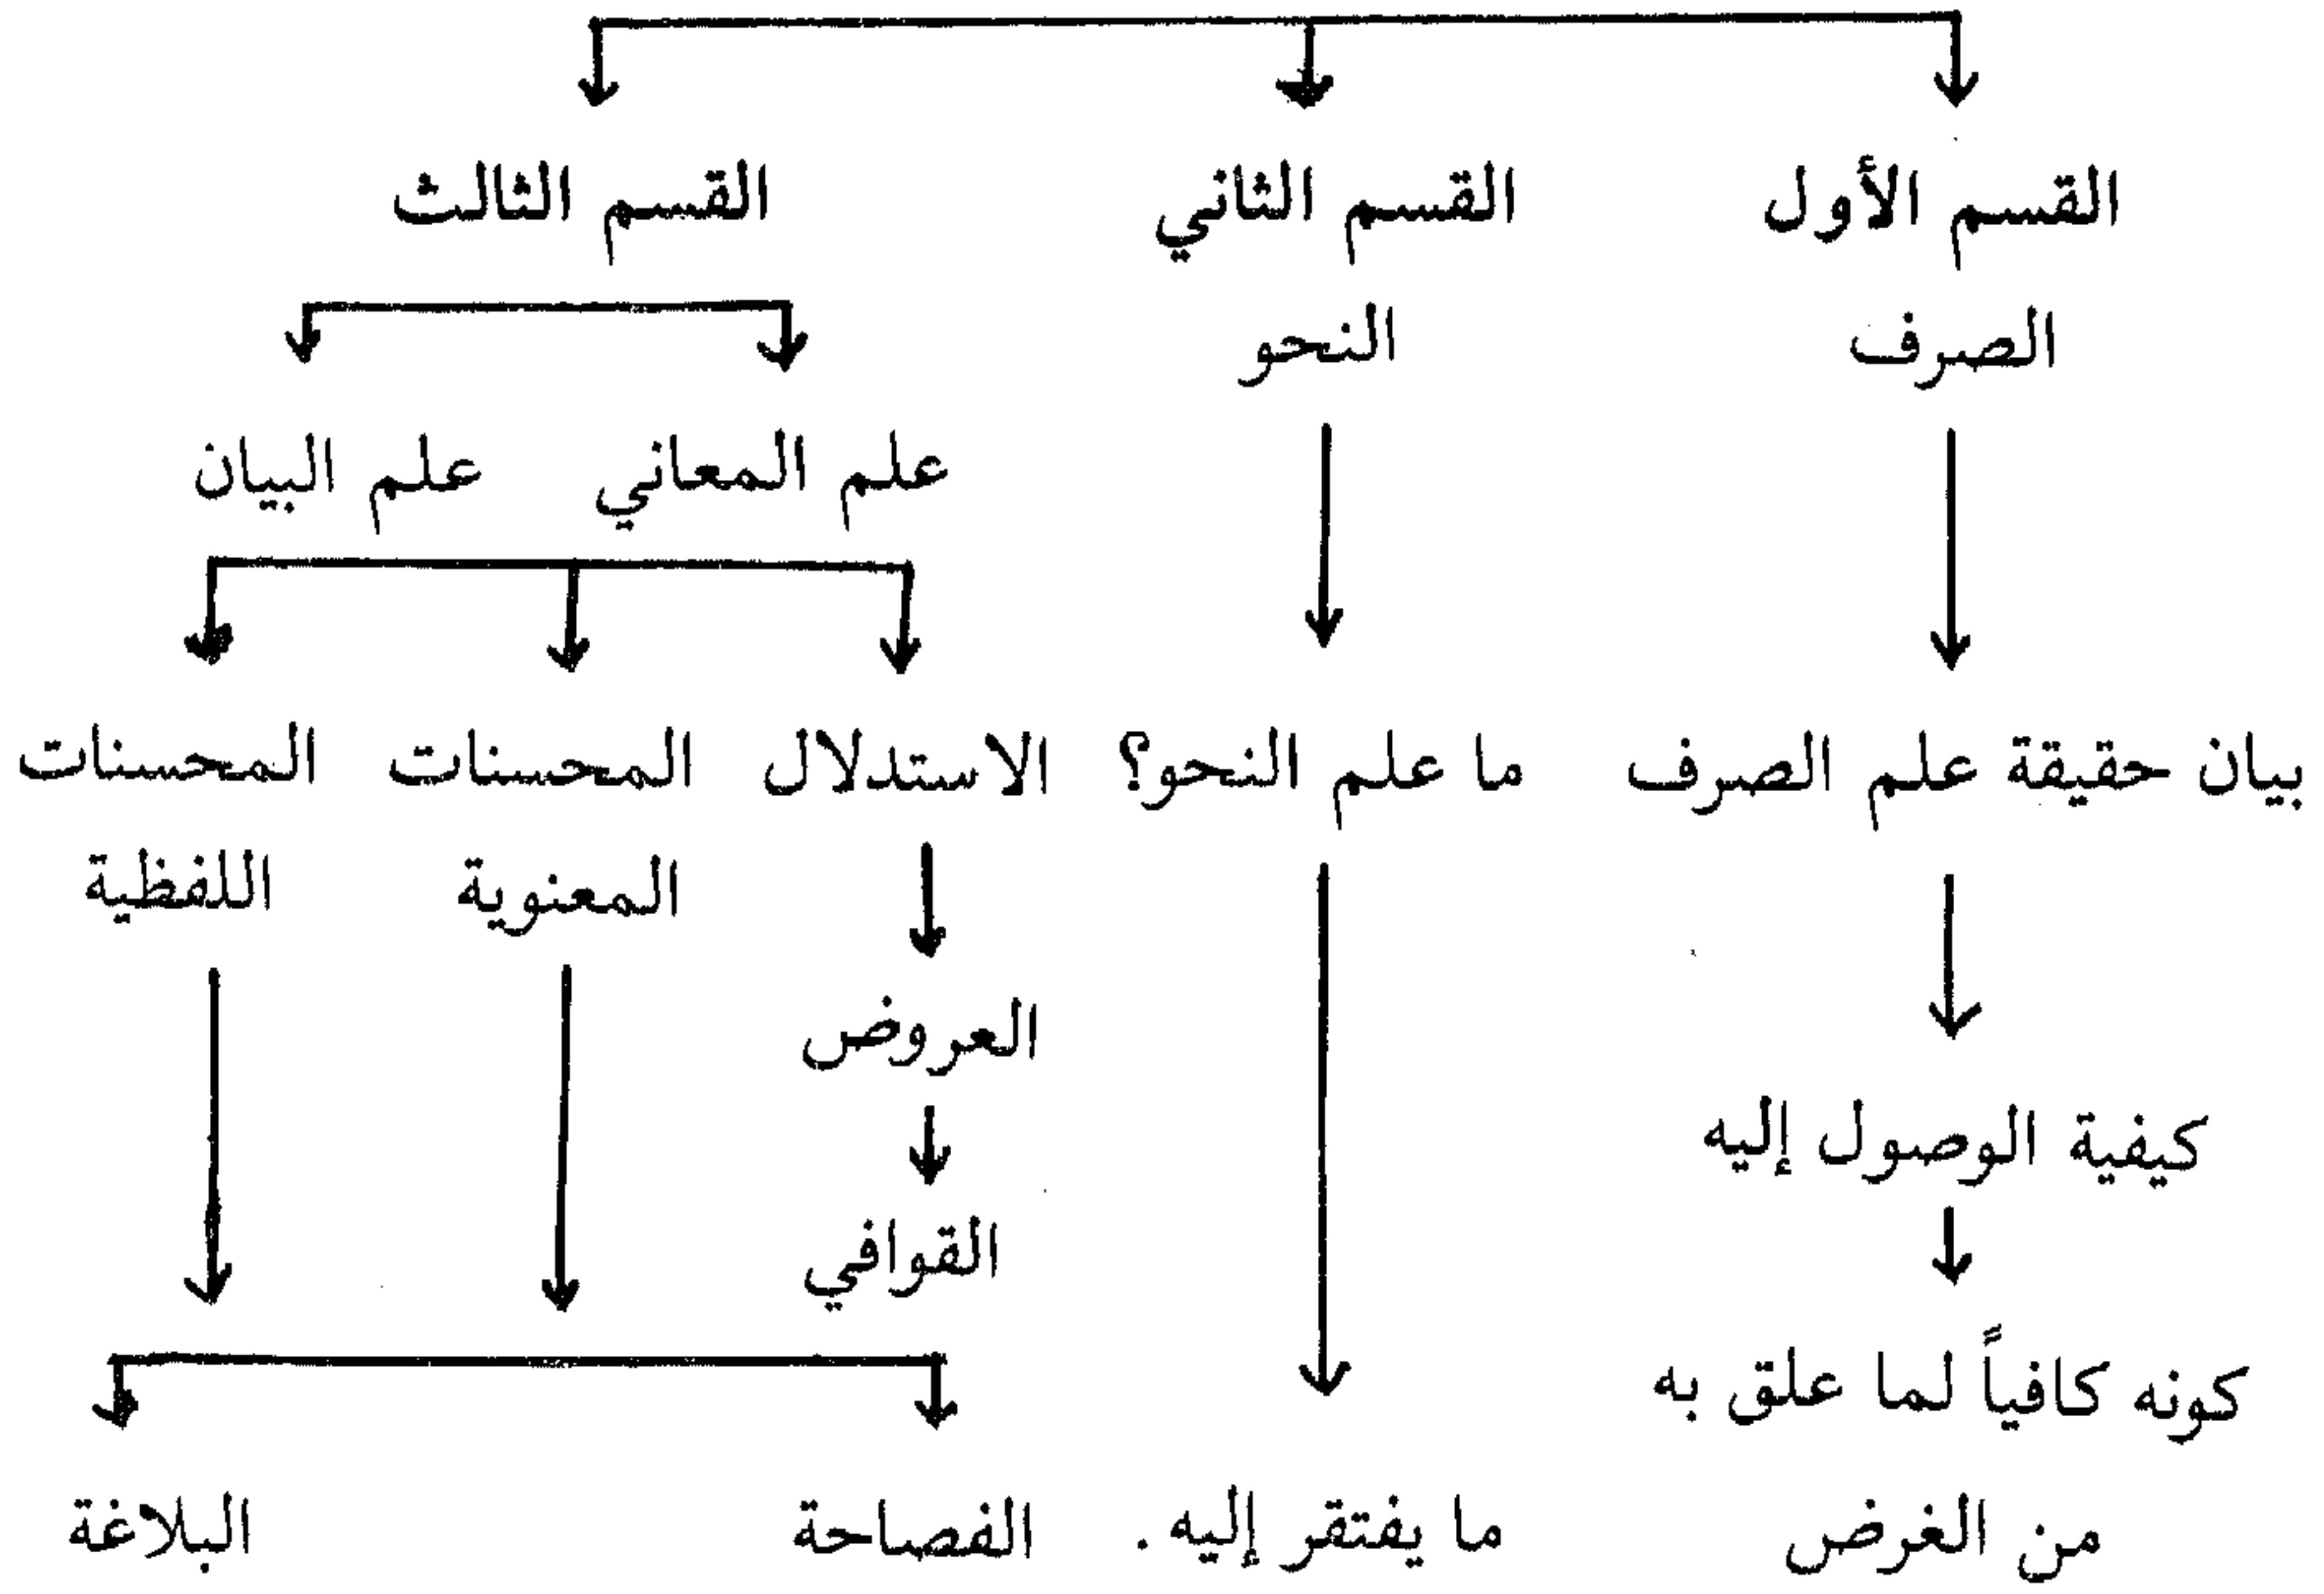 القسم الأول القسم الثاني القسم الثالث
الصرف النحو
علم المعاني علم البيان
بيان حقيقة علم الصرف ما علم النحو؟ الاستدلال المحسنات المحسنات
المعنوية اللفظية
العروض
كيفية الوصول إليه
القوافي
كونه كافياً لما علق به
من الغرض ما يفتقر إليه. الفصاحة البلاغة